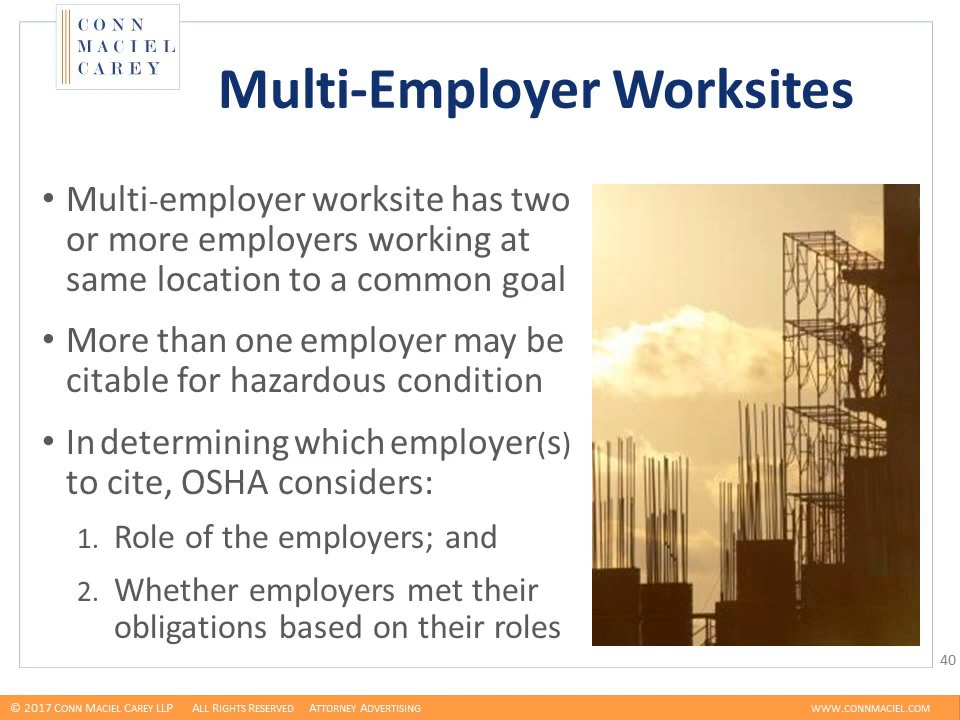 CONN
MACIEL
CAREY
Multi-Employer Worksites
• Multi-employer worksite has two
or more employers working at
same location to a common goal
• More than one employer may be
citable for hazardous condition
• In determining which employer(s)
to cite, OSHA considers:
1. Role of the employers; and
2. Whether employers met their
obligations based on their roles
40
© 2017 CONN MACIEL CAREY LLP ALL RIGHTS RESERVED ATTORNEY ADVERTISING WWW.CONNMACIEL.COM